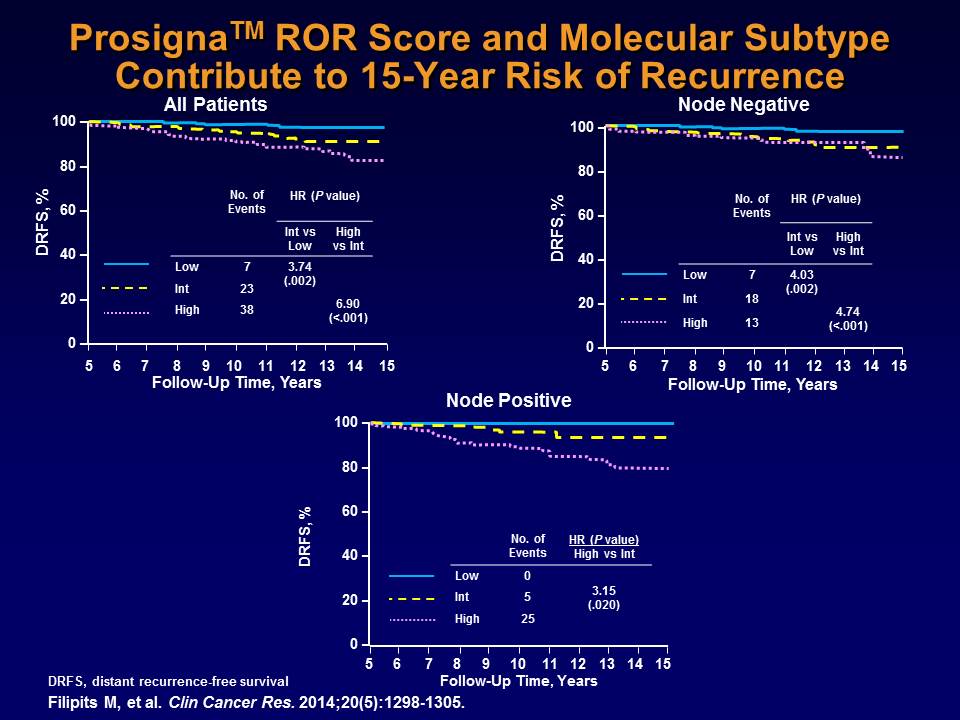 Prosigna™ ROR Score and Molecular Subtype
Contribute to 15-Year Risk of Recurrence
All Patients
DRFS, %
100
80
60
40
20
0
No. of
Events
HR (P value)
Int vs
Low
High
vs Int
Low 7 3.74
(.002)
Int 23
High 38 6.90
(<.001)
5 6 7 8 9 10 11 12 13 14 15
Follow-Up Time, Years
Node Negative
DRFS, %
100
80
60
40
20
0
No. of
Events
HR (P value)
Int vs
Low
High
vs Int
Low 7 4.03
(.002)
Int 18
High 13 4.74
(<.001)
5 6 7 8 9 10 11 12 13 14 15
Follow-Up Time, Years
Node Positive
DRFS, %
100
80
60
40
20
0
No. of
Events
HR (P value)
High vs Int
Low 0
Int 5 3.15
(.020)
High 25
5 6 7 8 9 10 11 12 13 14 15
Follow-Up Time, Years
DRFS, distant recurrence-free survival
Filipits M, et al. Clin Cancer Res. 2014;20(5):1298-1305.